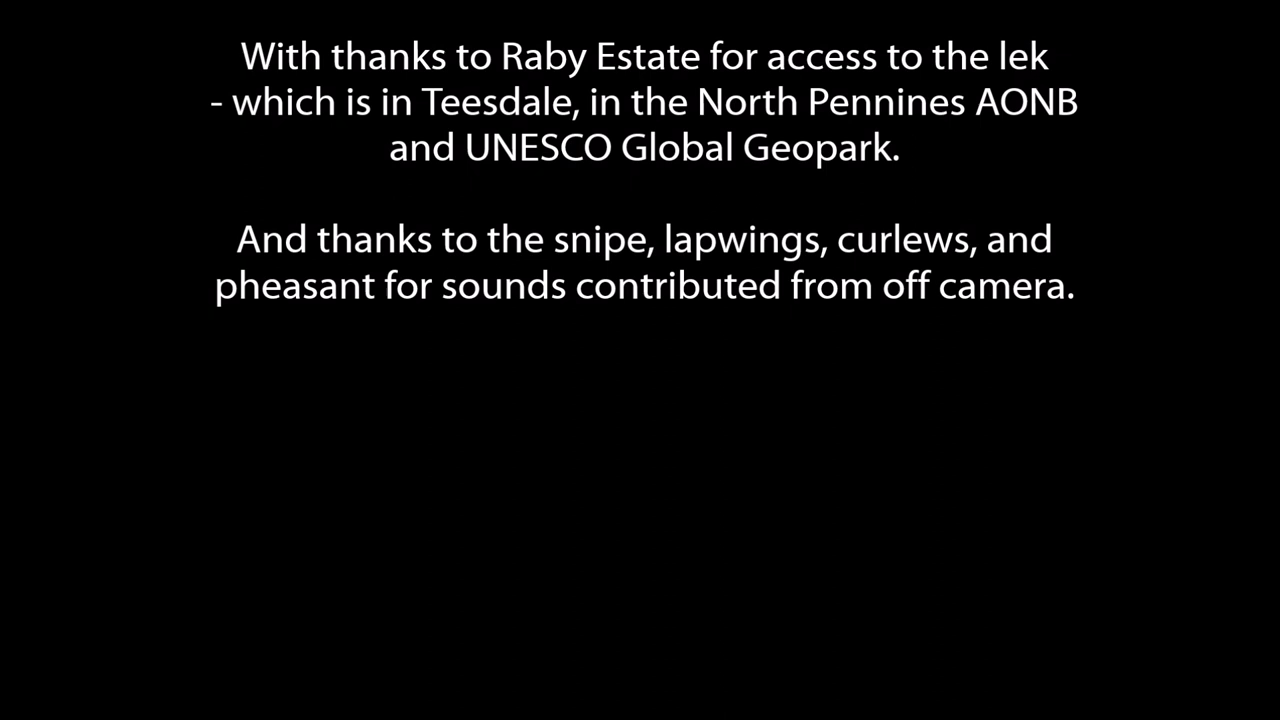 With thanks to Raby Estate for access to the lek
- which is in Teesdale, in the North Pennines AONB
and UNESCO Global Geopark.
And thanks to the snipe, lapwings, curlews, and
pheasant for sounds contributed from off camera.